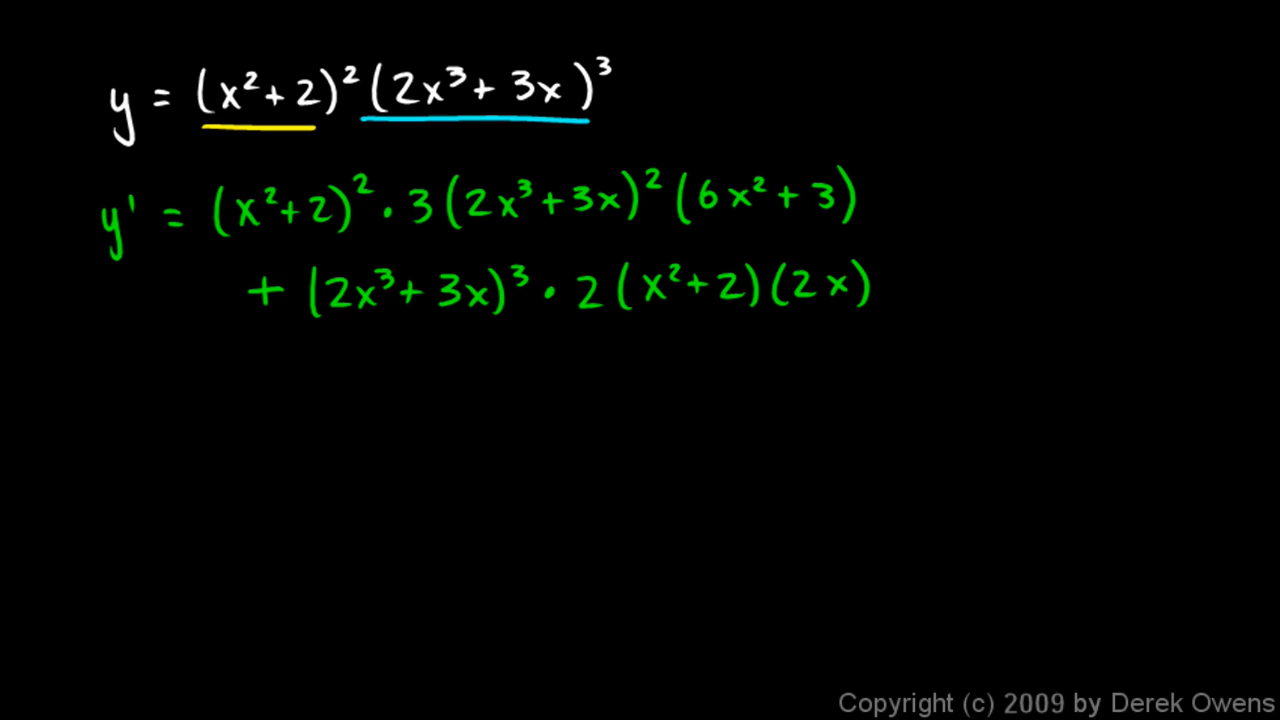 y = (x²+ 2)² (2x³+ 3x )³
y' = (x²+2)² · 3 (2x³+3x)² (6x² + 3)
+ (2x³+ 3x)³ · 2 (x²+2) (2x)
Copyright (c) 2009 by Derek Owens